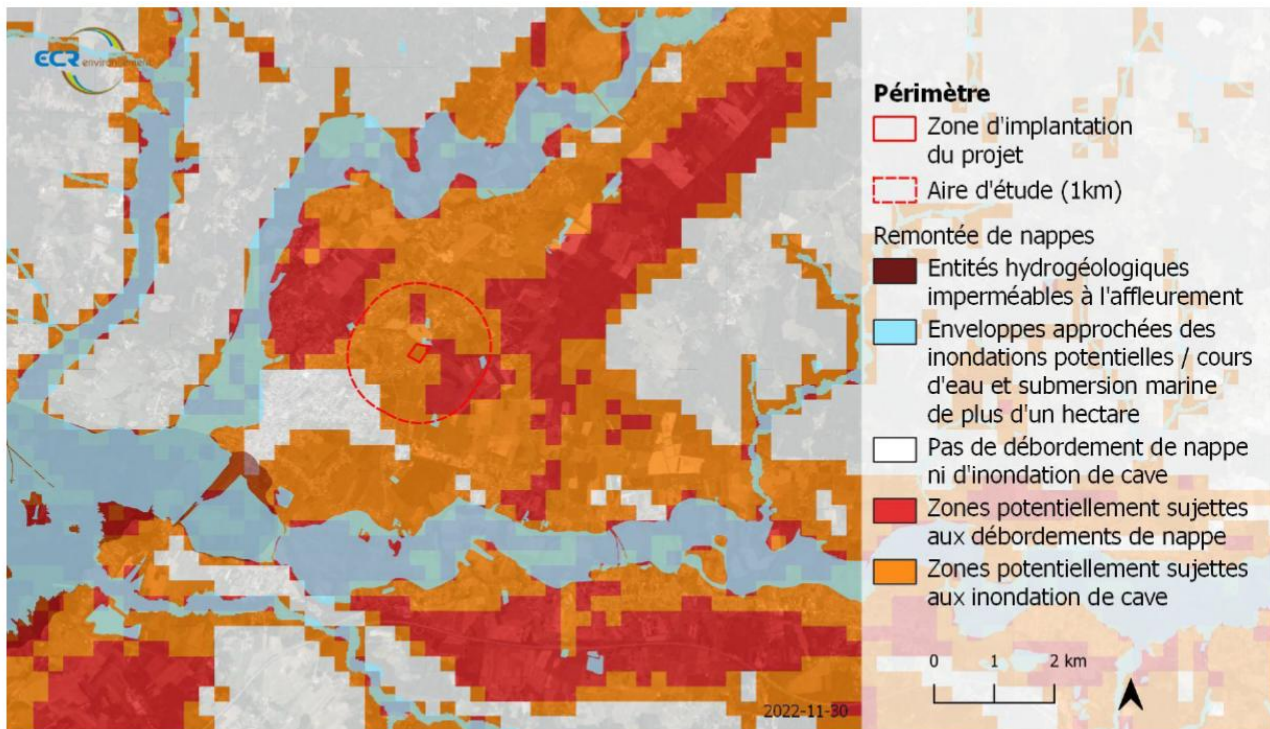 ECR environnement
Périmètre
Zone d'implantation
du projet
Aire d'étude (1km)
Remontée de nappes
Entités hydrogéologiques
imperméables à l'affleurement
Enveloppes approchées des
inondations potentielles / cours
d'eau et submersion marine
de plus d'un hectare
Pas de débordement de nappe
ni d'inondation de cave
Zones potentiellement sujettes
aux débordements de nappe
Zones potentiellement sujettes
aux inondation de cave
0 1 2 km
2022-11-30